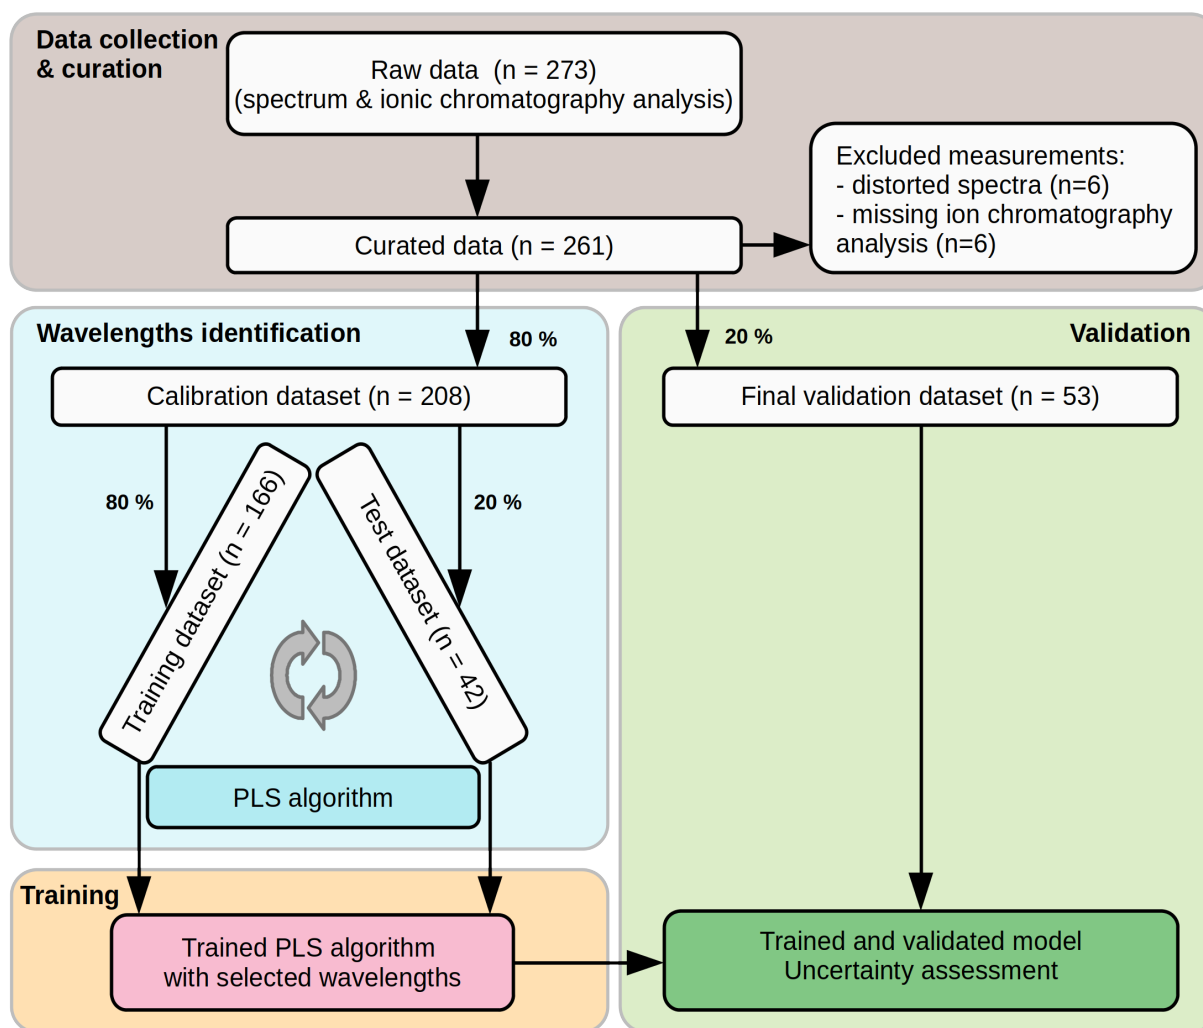 Data collection
& curation
Raw data  (n = 273)
(spectrum & ionic chromatography analysis)
Excluded measurements:
- distorted spectra (n=6)
- missing ion chromatography
analysis (n=6)
Curated data (n = 261)
Wavelengths identification
80 %
20 %
Validation
Calibration dataset (n = 208)
Final validation dataset (n = 53)
80 %
20 %
Training dataset (n = 166)
Test dataset (n = 42)
PLS algorithm
Training
Trained PLS algorithm
with selected wavelengths
Trained and validated model
Uncertainty assessment